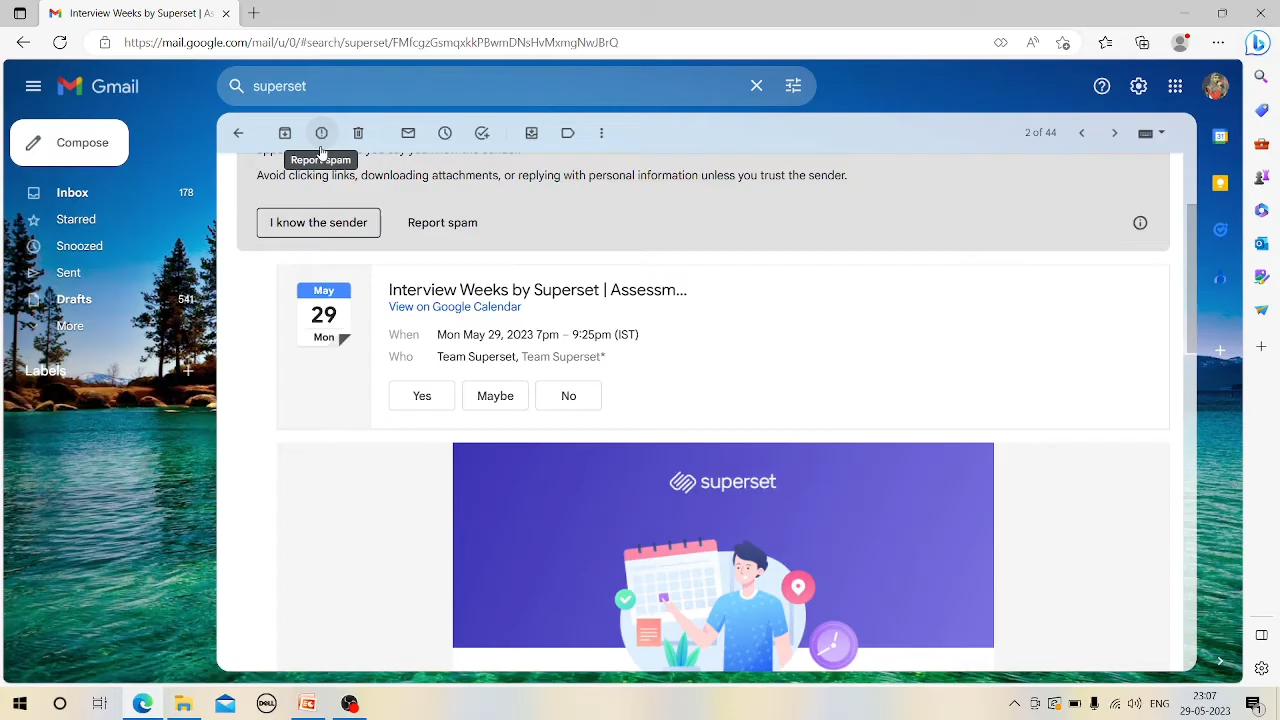 Interview Weeks by Superset | As
https://mail.google.com/mail/u/0/#search/superset/FMfcgzGsmqxkkPBwmDNsHvMxmgNwJBrQ
Gmail
superset
Compose
2 of 44
Report spam
Avoid clicking links, downloading attachments, or replying with personal information unless you trust the sender.
Inbox 178
Starred
Snoozed
Sent
Drafts 541
More
Labels
I know the sender
Report spam
May
29
Mon
Interview Weeks by Superset | Assessm...
View on Google Calendar
When Mon May 29, 2023 7pm – 9:25pm (IST)
Who Team Superset, Team Superset*
Yes
Maybe
No
superset
DELL
ENG
23:07
29-05-2023